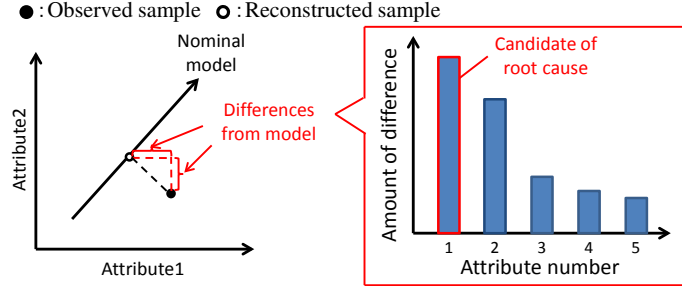 ● : Observed sample ○ : Reconstructed sample
Nominal
model
Differences
from model
Attribute2
Attribute1
Candidate of
root cause
Amount of difference
1 2 3 4 5
Attribute number